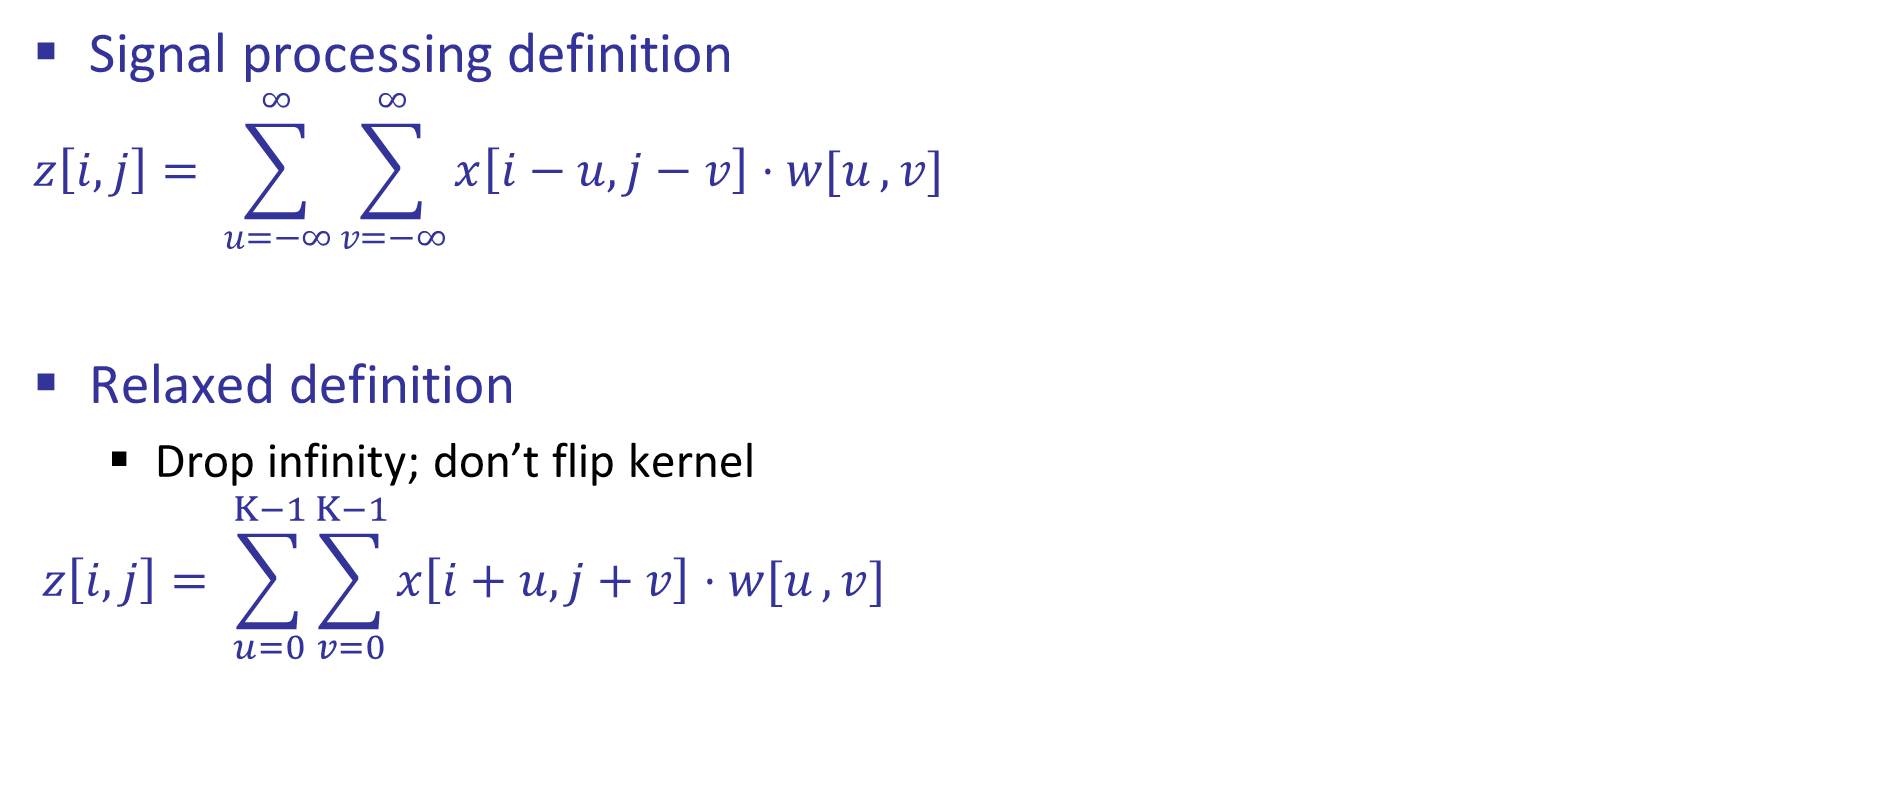 ▪ Signal processing definition
z[i, j] = ∑_{u=−∞}^{∞} ∑_{v=−∞}^{∞} x[i − u, j − v] · w[u , v]
▪ Relaxed definition
▪ Drop infinity; don’t flip kernel
z[i, j] = ∑_{u=0}^{K−1} ∑_{v=0}^{K−1} x[i + u, j + v] · w[u , v]